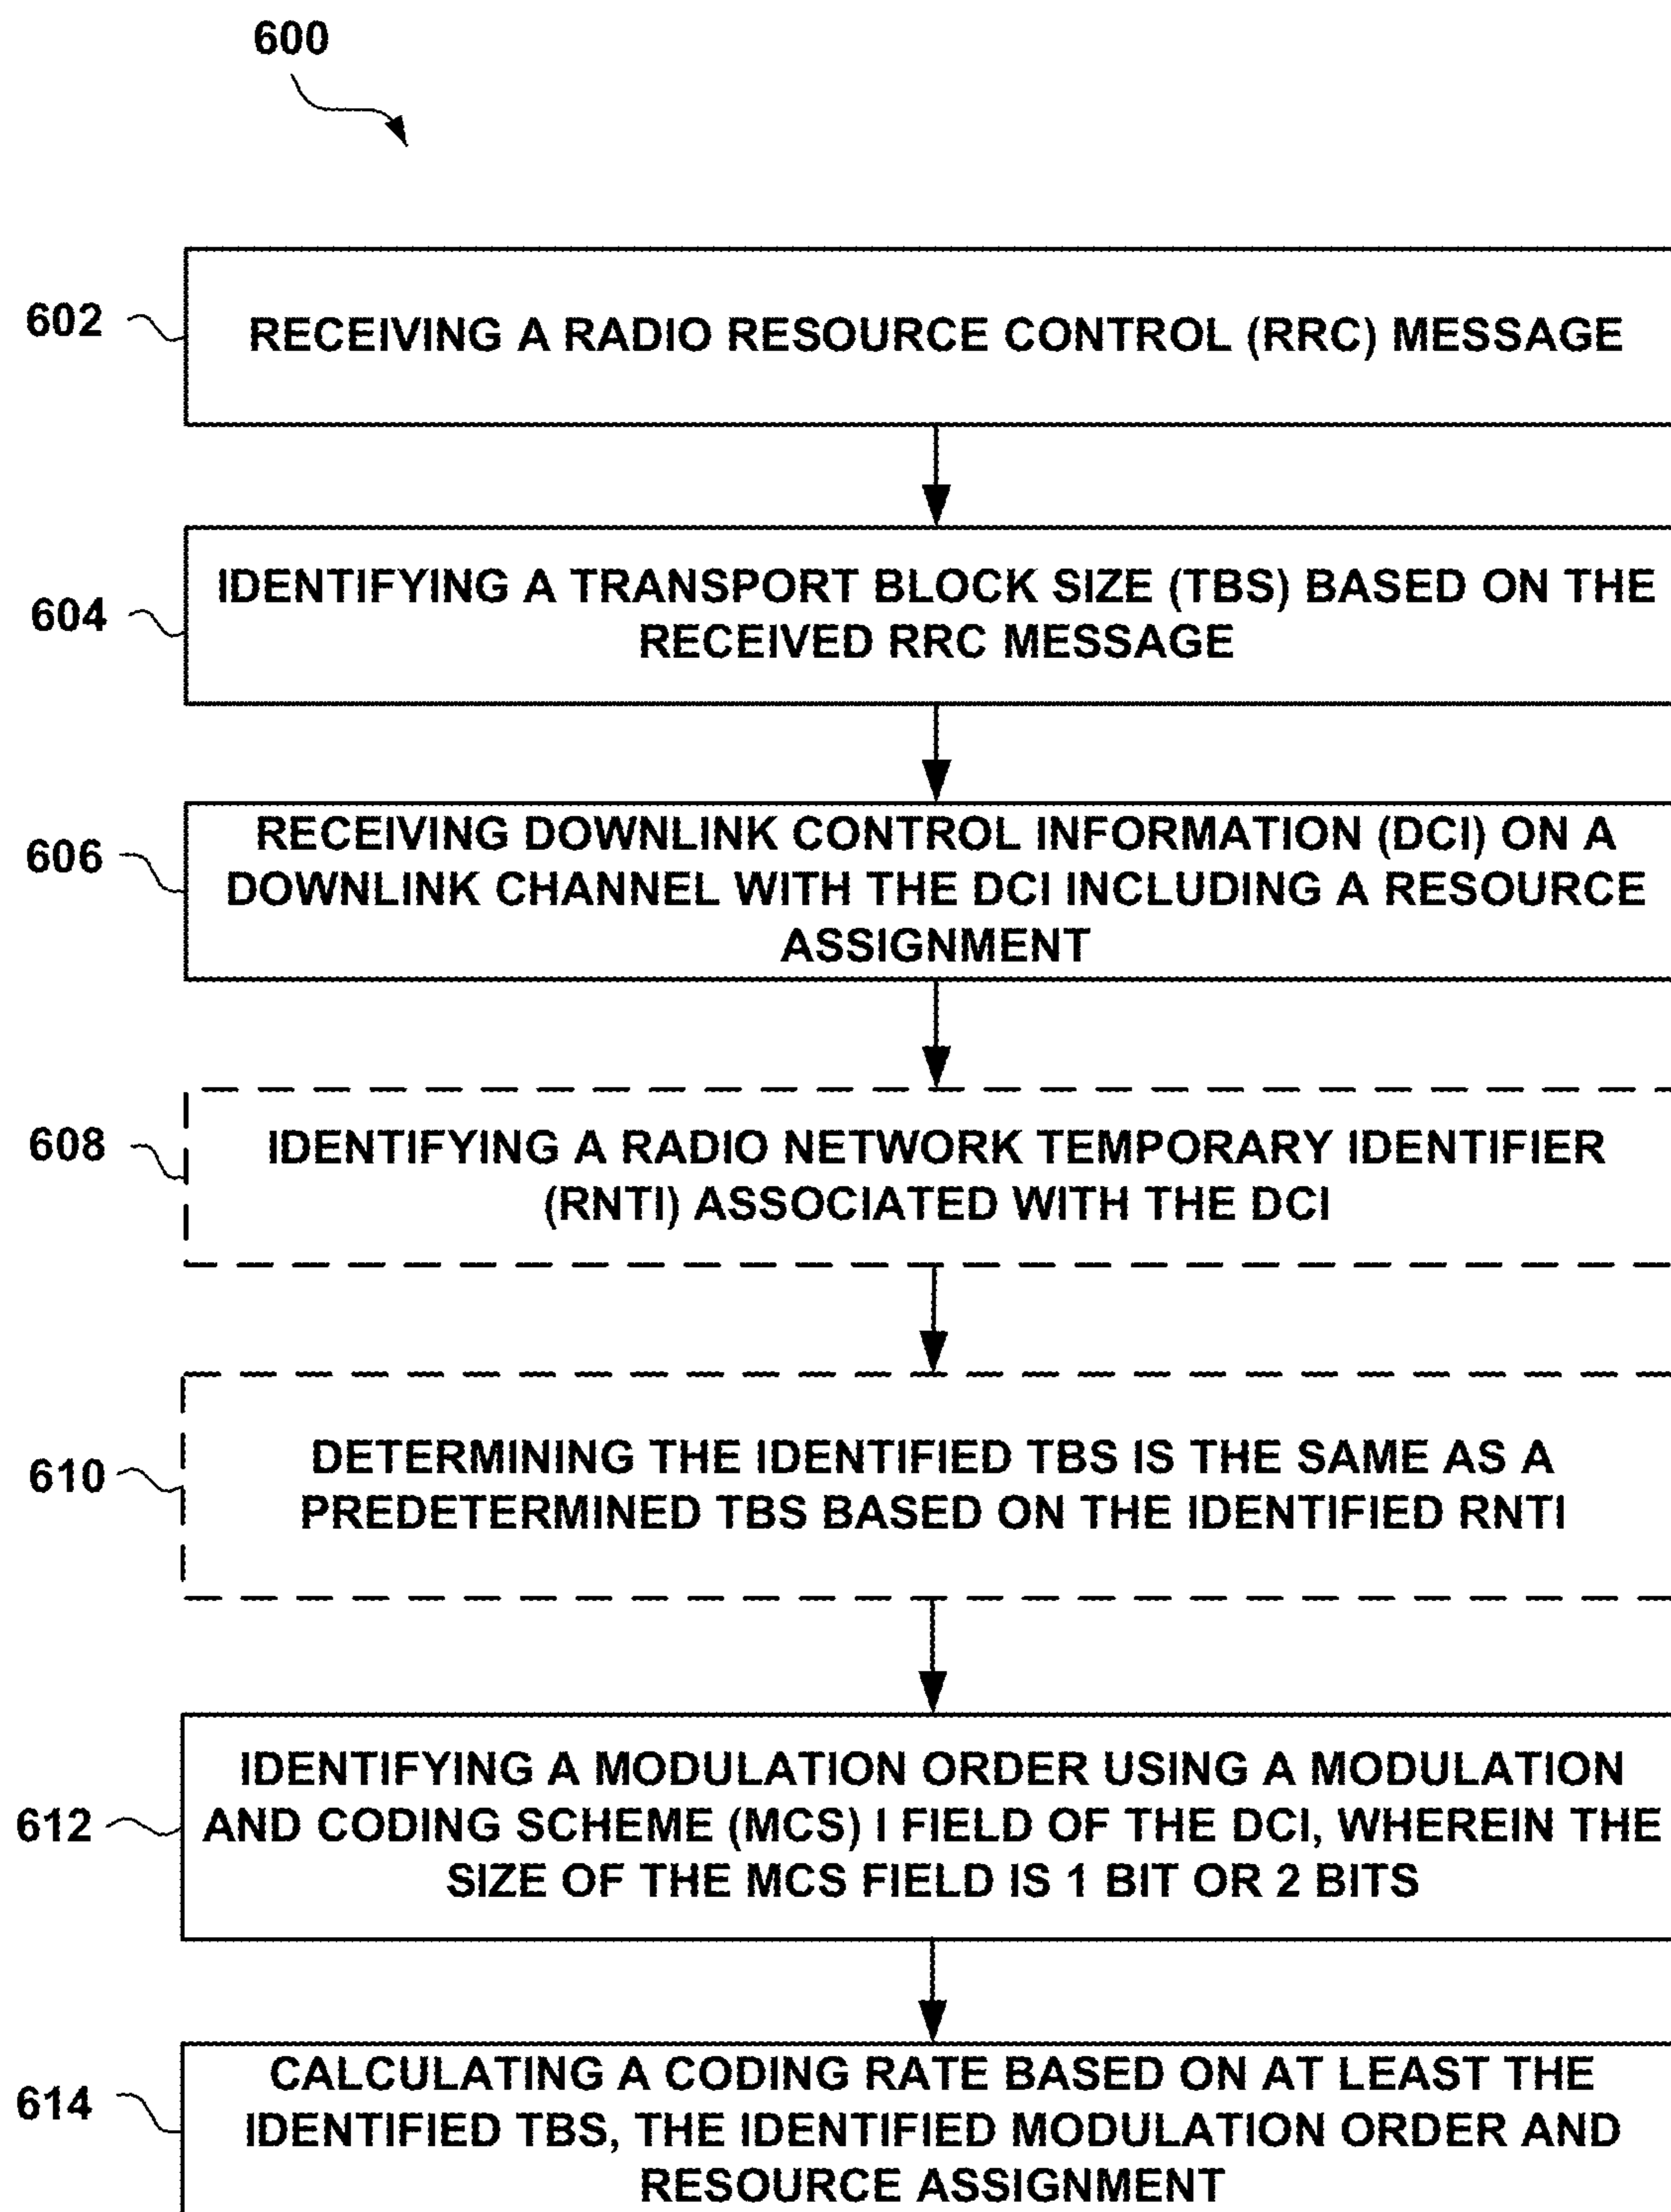 600
602
RECEIVING A RADIO RESOURCE CONTROL (RRC) MESSAGE
604
IDENTIFYING A TRANSPORT BLOCK SIZE (TBS) BASED ON THE
RECEIVED RRC MESSAGE
606
RECEIVING DOWNLINK CONTROL INFORMATION (DCI) ON A
DOWNLINK CHANNEL WITH THE DCI INCLUDING A RESOURCE
ASSIGNMENT
608
IDENTIFYING A RADIO NETWORK TEMPORARY IDENTIFIER
(RNTI) ASSOCIATED WITH THE DCI
610
DETERMINING THE IDENTIFIED TBS IS THE SAME AS A
PREDETERMINED TBS BASED ON THE IDENTIFIED RNTI
612
IDENTIFYING A MODULATION ORDER USING A MODULATION
AND CODING SCHEME (MCS) I FIELD OF THE DCI, WHEREIN THE
SIZE OF THE MCS FIELD IS 1 BIT OR 2 BITS
614
CALCULATING A CODING RATE BASED ON AT LEAST THE
IDENTIFIED TBS, THE IDENTIFIED MODULATION ORDER AND
RESOURCE ASSIGNMENT